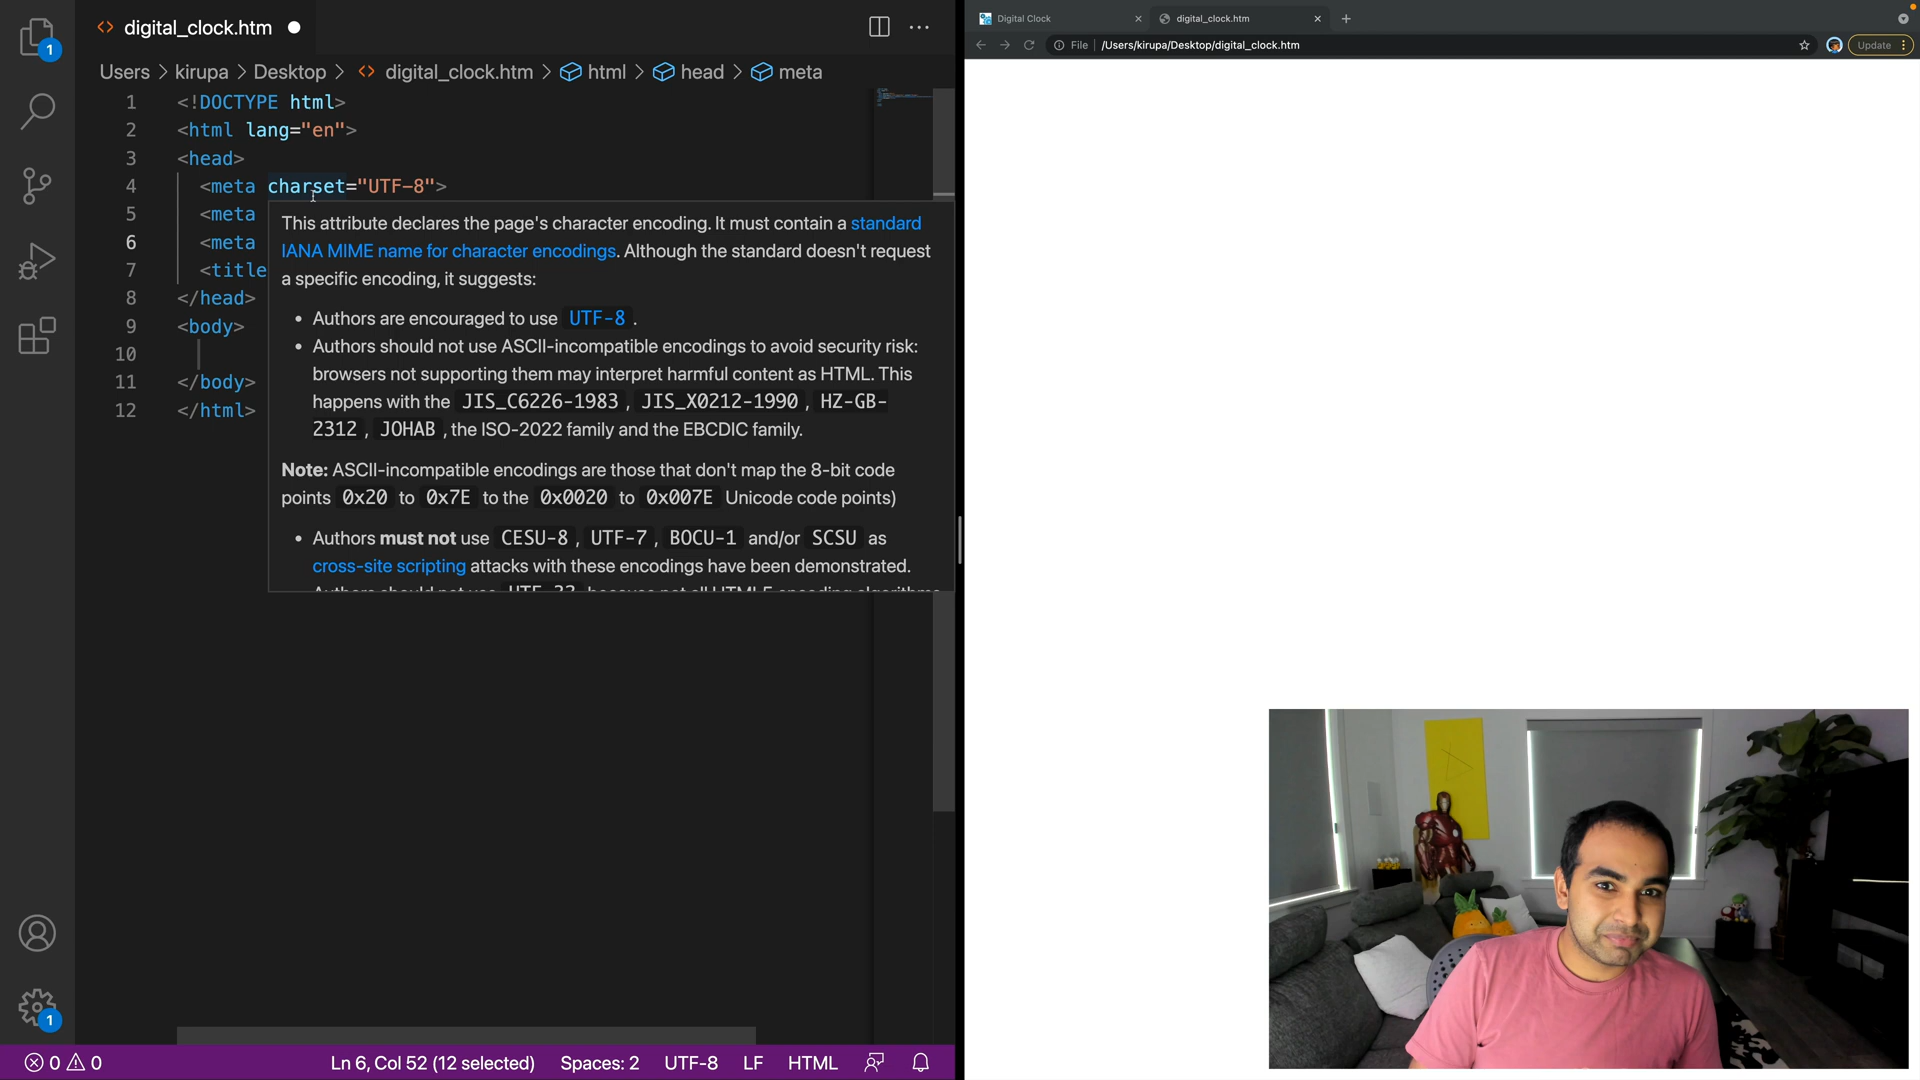 1
digital_clock.htm
Users > kirupa > Desktop > digital_clock.htm > html > head > meta
1 <!DOCTYPE html>
2 <html lang="en">
3 <head>
4 <meta charset="UTF-8">
5 <meta
6 <meta
7 <title
8 </head>
9 <body>
10
11 </body>
12 </html>
This attribute declares the page's character encoding. It must contain a standard
IANA MIME name for character encodings. Although the standard doesn't request
a specific encoding, it suggests:
• Authors are encouraged to use UTF-8 .
• Authors should not use ASCII-incompatible encodings to avoid security risk:
browsers not supporting them may interpret harmful content as HTML. This
happens with the JIS_C6226-1983 , JIS_X0212-1990 , HZ-GB-
2312 , JOHAB , the ISO-2022 family and the EBCDIC family.
Note: ASCII-incompatible encodings are those that don't map the 8-bit code
points 0x20 to 0x7E to the 0x0020 to 0x007E Unicode code points)
• Authors must not use CESU-8 , UTF-7 , BOCU-1 and/or SCSU as
cross-site scripting attacks with these encodings have been demonstrated.
1
0 0
Ln 6, Col 52 (12 selected) Spaces: 2 UTF-8 LF HTML
Digital Clock
digital_clock.htm
File | /Users/kirupa/Desktop/digital_clock.htm
Update